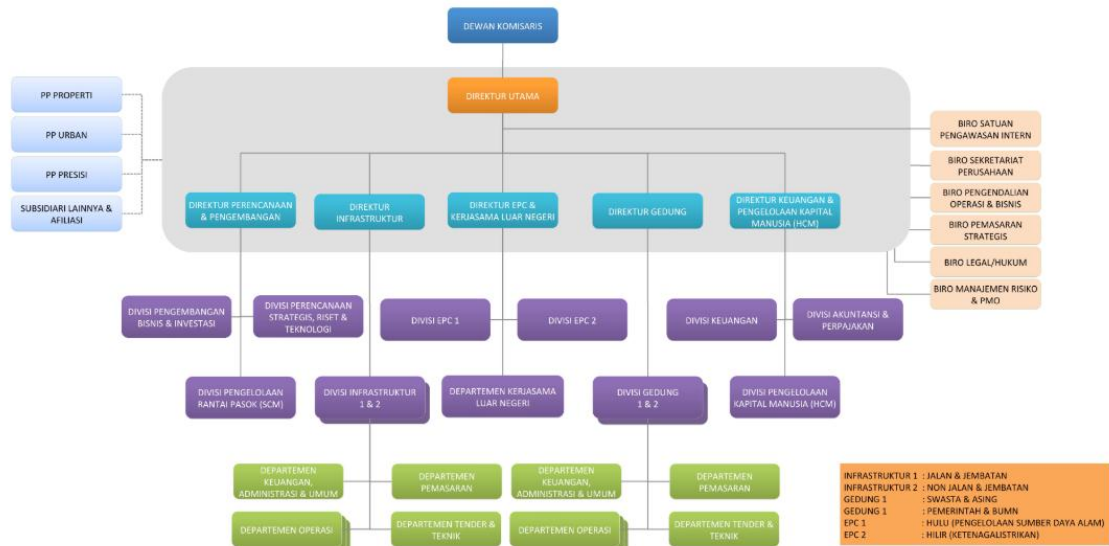 DEWAN KOMISARIS
DIREKTUR UTAMA
PP PROPERTI
PP URBAN
PP PRESISI
SUBSIDIARI LAINNYA &
AFILIASI
BIRO SATUAN
PENGAWASAN INTERN
BIRO SEKRETARIAT
PERUSAHAAN
BIRO PENGENDALIAN
OPERASI & BISNIS
BIRO PEMASARAN
STRATEGIS
BIRO LEGAL/HUKUM
BIRO MANAJEMEN RISIKO
& PMO
DIREKTUR PERENCANAAN
& PENGEMBANGAN
DIREKTUR
INFRASTRUKTUR
DIREKTUR EPC &
KERJASAMA LUAR NEGERI
DIREKTUR GEDUNG
DIREKTUR KEUANGAN &
PENGELOLAAN KAPITAL
MANUSIA (HCM)
DIVISI PENGEMBANGAN
BISNIS & INVESTASI
DIVISI PERENCANAAN
STRATEGIS, RISET &
TEKNOLOGI
DIVISI EPC 1
DIVISI EPC 2
DIVISI KEUANGAN
DIVISI AKUNTANSI &
PERPAJAKAN
DIVISI PENGELOLAAN
RANTAI PASOK (SCM)
DIVISI INFRASTRUKTUR
1 & 2
DEPARTEMEN KERJASAMA
LUAR NEGERI
DIVISI GEDUNG
1 & 2
DIVISI PENGELOLAAN
KAPITAL MANUSIA (HCM)
DEPARTEMEN
KEUANGAN,
ADMINISTRASI & UMUM
DEPARTEMEN
PEMASARAN
DEPARTEMEN
KEUANGAN,
ADMINISTRASI & UMUM
DEPARTEMEN
PEMASARAN
DEPARTEMEN OPERASI
DEPARTEMEN TENDER &
TEKNIK
DEPARTEMEN OPERASI
DEPARTEMEN TENDER &
TEKNIK
INFRASTRUKTUR 1 : JALAN & JEMBATAN
INFRASTRUKTUR 2 : NON JALAN & JEMBATAN
GEDUNG 1 : SWASTA & ASING
GEDUNG 1 : PEMERINTAH & BUMN
EPC 1 : HULU (PENGELOLAAN SUMBER DAYA ALAM)
EPC 2 : HILIR (KETENAGALISTRIKAN)